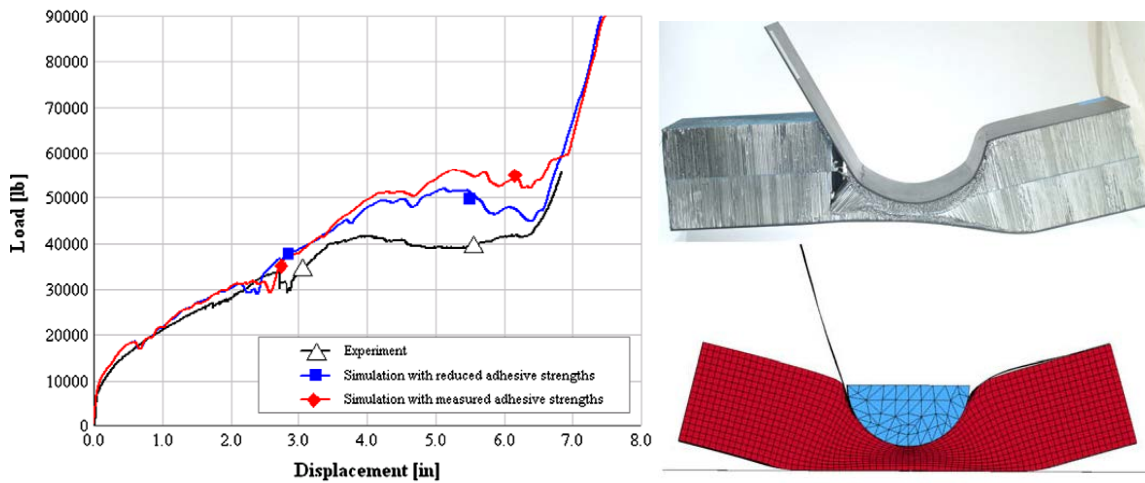 90000
80000
70000
60000
50000
40000
30000
20000
10000
0
Load [lb]
Experiment
Simulation with reduced adhesive strengths
Simulation with measured adhesive strengths
0.0 1.0 2.0 3.0 4.0 5.0 6.0 7.0 8.0
Displacement [in]